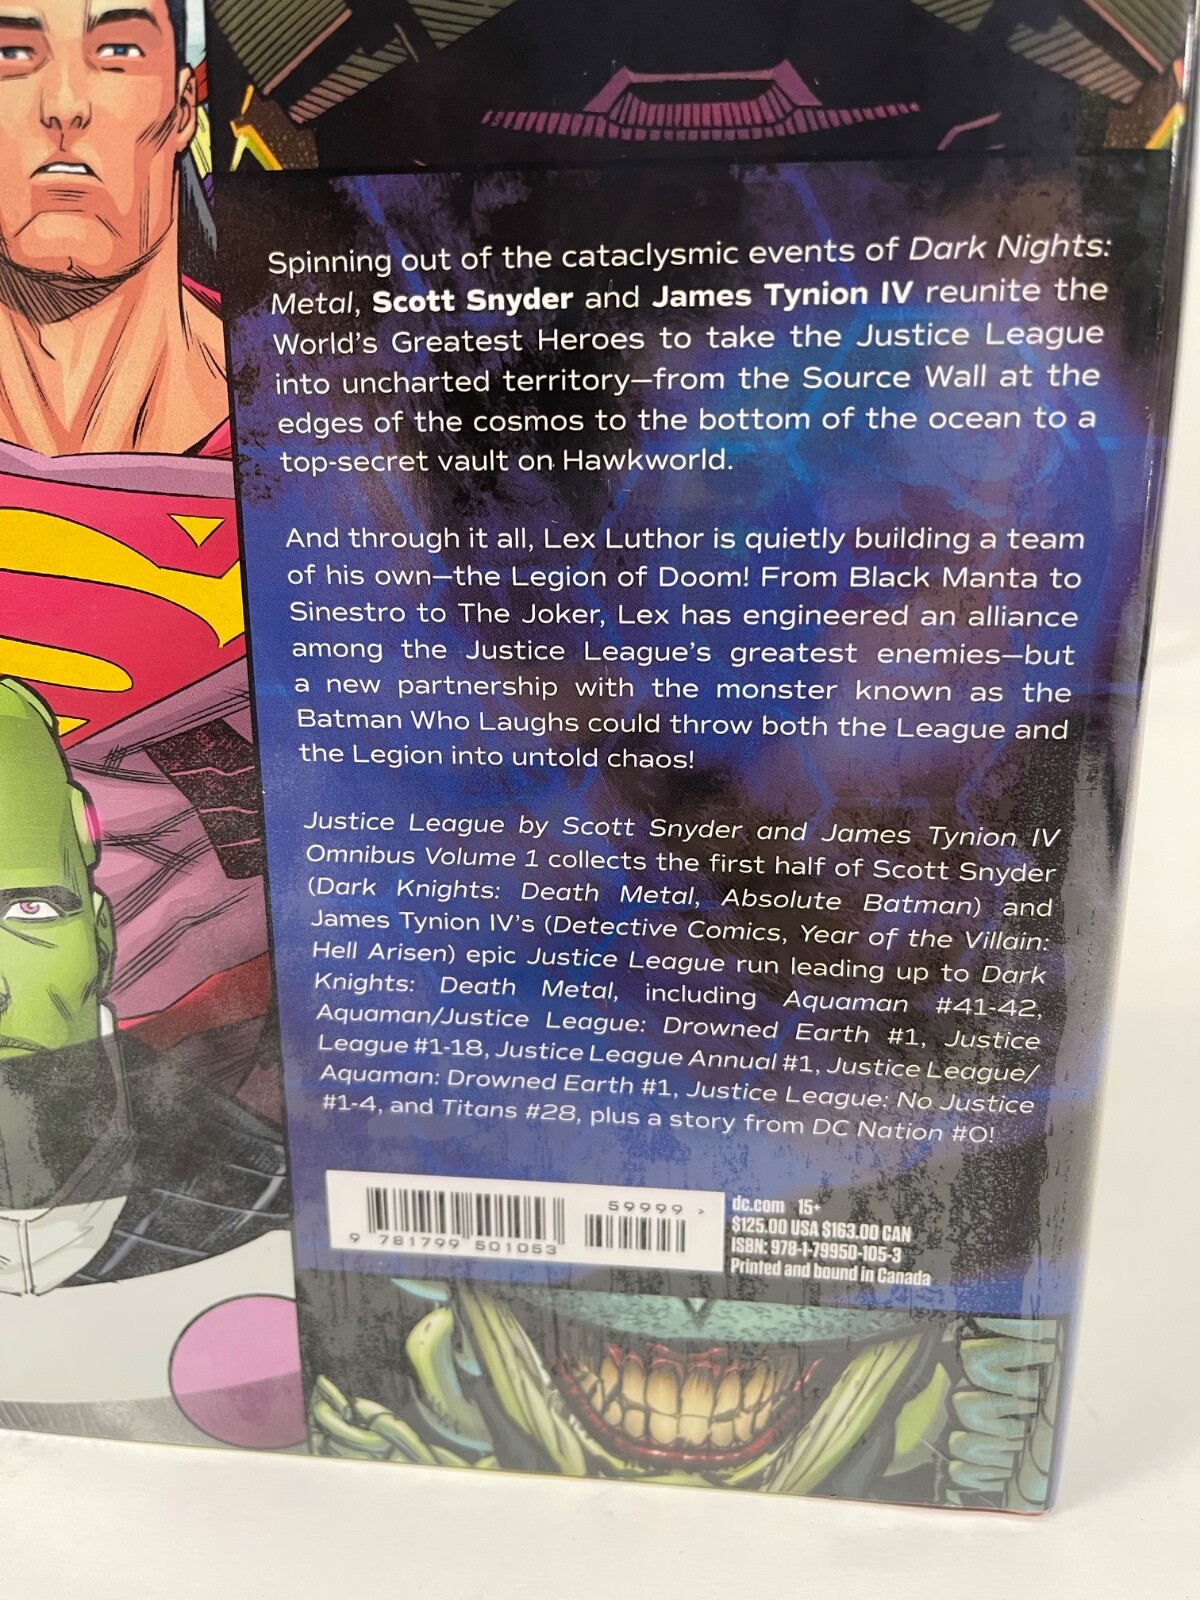 Spinning out of the cataclysmic events of Dark Nights:
Metal, Scott Snyder and James Tynion IV reunite the
World's Greatest Heroes to take the Justice League
into uncharted territory—from the Source Wall at the
edges of the cosmos to the bottom of the ocean to a
top-secret vault on Hawkworld.
And through it all, Lex Luthor is quietly building a team
of his own—the Legion of Doom! From Black Manta to
Sinestro to The Joker, Lex has engineered an alliance
among the Justice League's greatest enemies—but
a new partnership with the monster known as the
Batman Who Laughs could throw both the League and
the Legion into untold chaos!
Justice League by Scott Snyder and James Tynion IV
Omnibus Volume 1 collects the first half of Scott Snyder
(Dark Knights: Death Metal, Absolute Batman) and
James Tynion IV's (Detective Comics, Year of the Villain:
Hell Arisen) epic Justice League run leading up to Dark
Knights: Death Metal, including Aquaman #41-42,
Aquaman/Justice League: Drowned Earth #1, Justice
League #1-18, Justice League Annual #1, Justice League/
Aquaman: Drowned Earth #1, Justice League: No Justice
#1-4, and Titans #28, plus a story from DC Nation #0!
59999 >
9 781799 501053
dc.com 15+
$125.00 USA $163.00 CAN
ISBN: 978-1-79950-105-3
Printed and bound in Canada